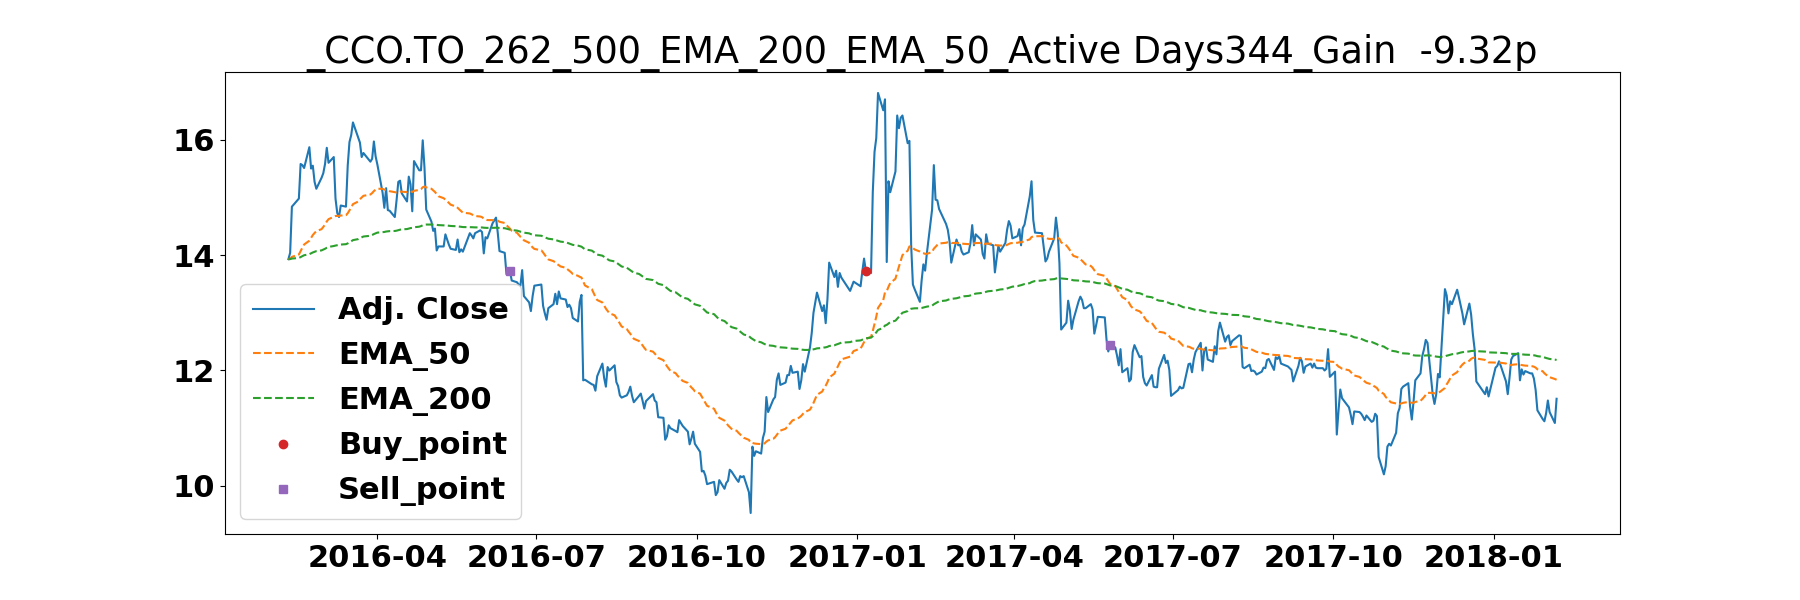 _CCO.TO_262_500_EMA_200_EMA_50_Active Days344_Gain  -9.32p
16
14
12
10
Adj. Close
EMA_50
EMA_200
Buy_point
Sell_point
2016-04 2016-07 2016-10 2017-01 2017-04 2017-07 2017-10 2018-01